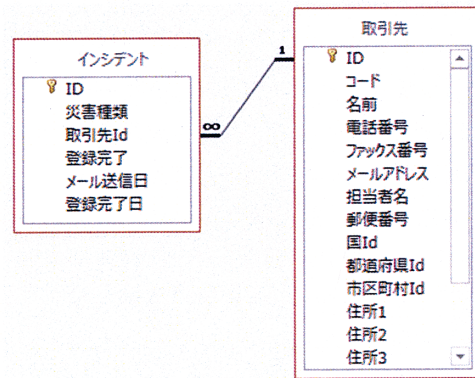 インシデント
ID
災害種類
取引先Id
登録完了
メール送信日
登録完了日
∞
1
取引先
ID
コード
名前
電話番号
ファックス番号
メールアドレス
担当者名
郵便番号
国Id
都道府県Id
市区町村Id
住所1
住所2
住所3